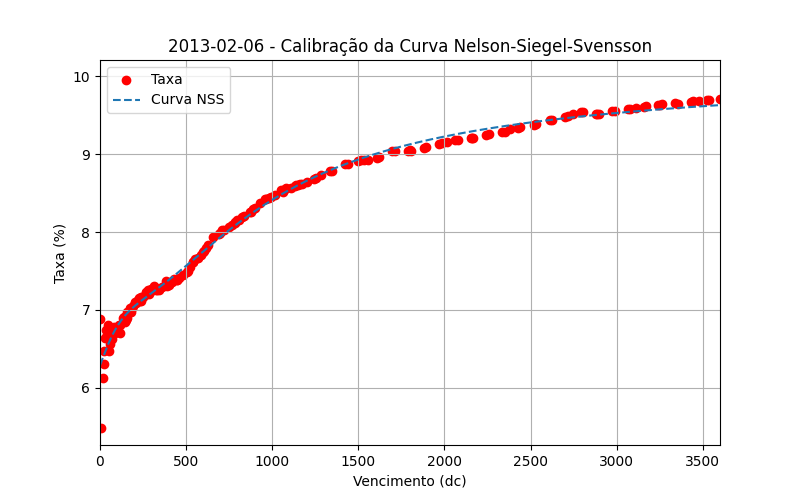 2013-02-06 - Calibração da Curva Nelson-Siegel-Svensson
Taxa
Curva NSS
Taxa (%)
10
9
8
7
6
0
500
1000
1500
2000
2500
3000
3500
Vencimento (dc)